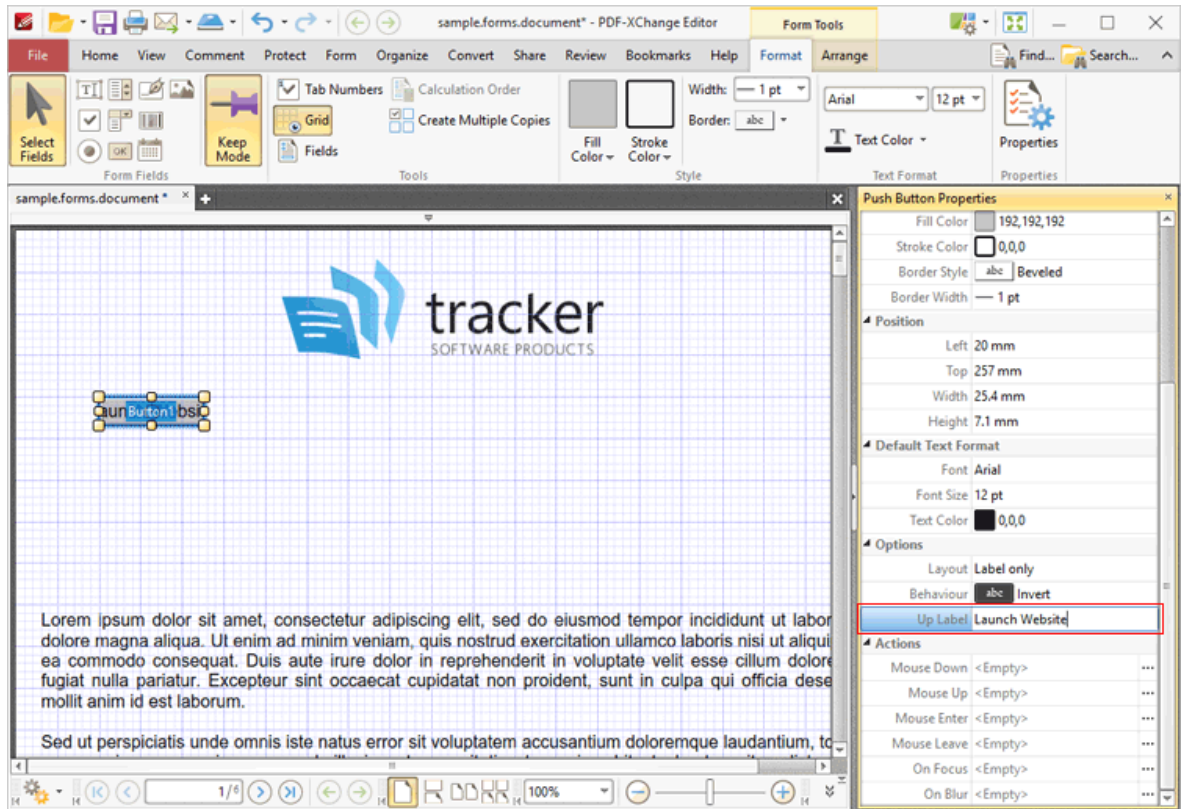 sample.forms.document* - PDF-XChange Editor
Form Tools
File Home View Comment Protect Form Organize Convert Share Review Bookmarks Help Format Arrange Find... Search...
Select Fields
OK
Form Fields
Keep Mode
Tab Numbers
Grid
Fields
Calculation Order
Create Multiple Copies
Tools
Fill Color
Stroke Color
Width: 1 pt
Border: abc
Style
Arial 12 pt
Text Color
Text Format
Properties
Properties
sample.forms.document *
Push Button Properties
Fill Color 192,192,192
Stroke Color 0,0,0
Border Style abc Beveled
Border Width 1 pt
Position
Left 20 mm
Top 257 mm
Width 25.4 mm
Height 7.1 mm
Default Text Format
Font Arial
Font Size 12 pt
Text Color 0,0,0
Options
Layout Label only
Behaviour abc Invert
Up Label Launch Website
Actions
Mouse Down <Empty> ...
Mouse Up <Empty> ...
Mouse Enter <Empty> ...
Mouse Leave <Empty> ...
On Focus <Empty> ...
On Blur <Empty> ...
tracker
SOFTWARE PRODUCTS
Button1
Lorem ipsum dolor sit amet, consectetur adipiscing elit, sed do eiusmod tempor incididunt ut labor
dolore magna aliqua. Ut enim ad minim veniam, quis nostrud exercitation ullamco laboris nisi ut aliqui
ea commodo consequat. Duis aute irure dolor in reprehenderit in voluptate velit esse cillum dolore
fugiat nulla pariatur. Excepteur sint occaecat cupidatat non proident, sunt in culpa qui officia dese
mollit anim id est laborum.
Sed ut perspiciatis unde omnis iste natus error sit voluptatem accusantium doloremque laudantium, to
1/6
100%